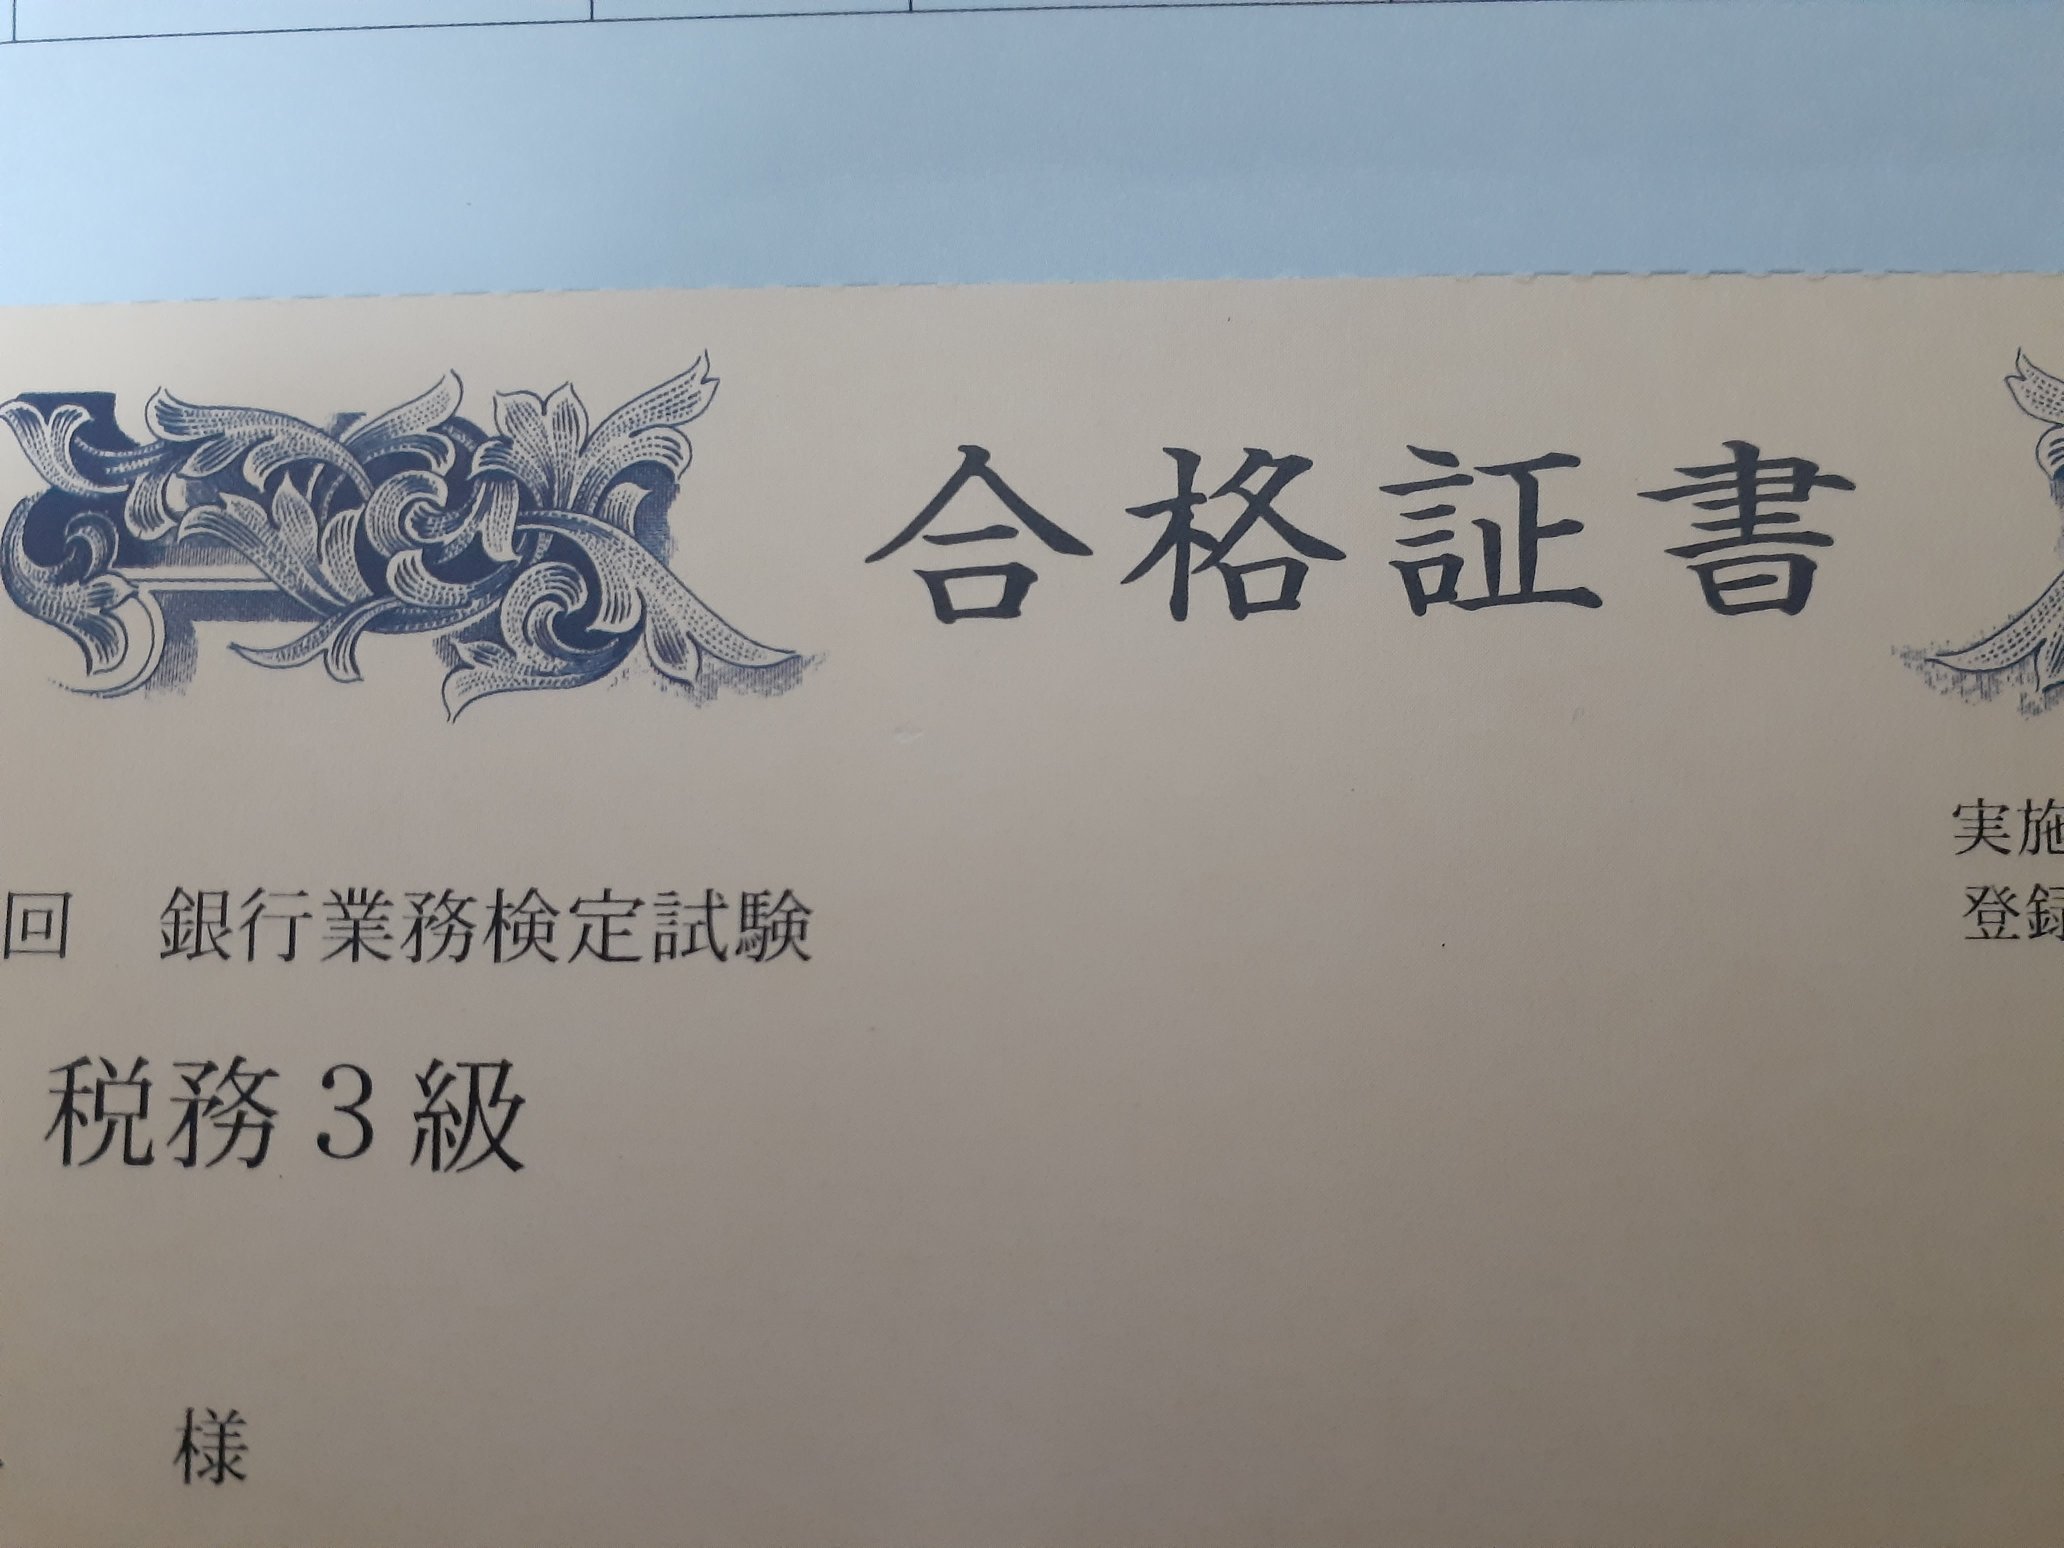 合格証書
実施
回 銀行業務検定試験
登録
税務3級
様